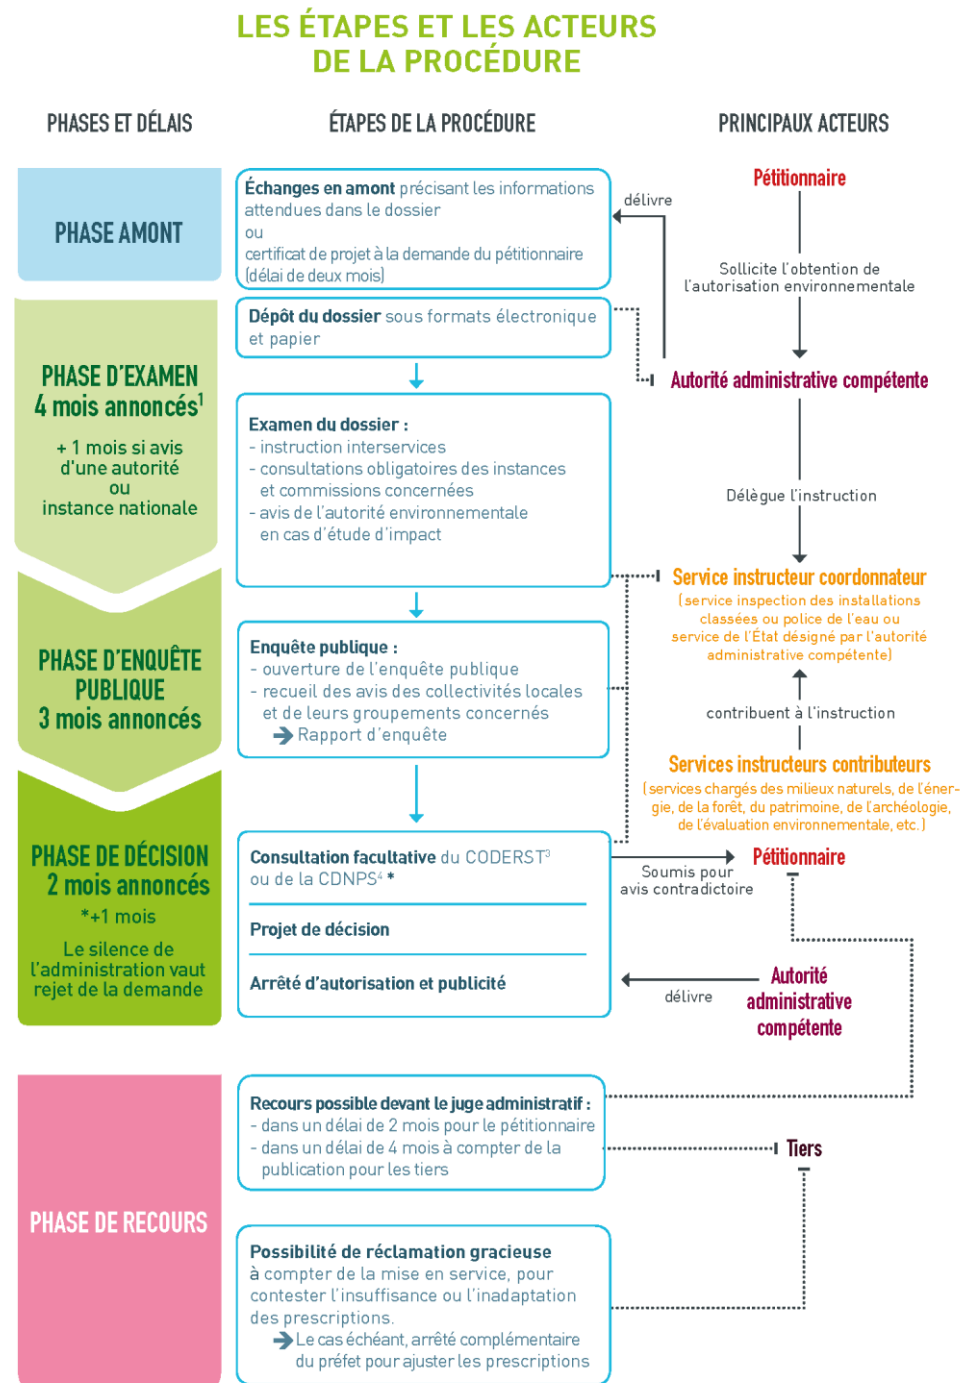 LES ÉTAPES ET LES ACTEURS
DE LA PROCÉDURE
PHASES ET DÉLAIS
ÉTAPES DE LA PROCÉDURE
PRINCIPAUX ACTEURS
PHASE AMONT
Échanges en amont précisant les informations
attendues dans le dossier
ou
certificat de projet à la demande du pétitionnaire
(délai de deux mois)
délivre
Pétitionnaire
Sollicite l'obtention de
l'autorisation environnementale
PHASE D'EXAMEN
4 mois annoncés¹
+ 1 mois si avis
d'une autorité
ou
instance nationale
Dépôt du dossier sous formats électronique
et papier
Autorité administrative compétente
Examen du dossier :
- instruction interservices
- consultations obligatoires des instances
et commissions concernées
- avis de l'autorité environnementale
en cas d'étude d'impact
Délègue l'instruction
Service instructeur coordonnateur
(service inspection des installations
classées ou police de l'eau ou
service de l'État désigné par l'autorité
administrative compétente)
PHASE D'ENQUÊTE
PUBLIQUE
3 mois annoncés
Enquête publique :
- ouverture de l'enquête publique
- recueil des avis des collectivités locales
et de leurs groupements concernés
➔ Rapport d'enquête
contribuent à l'instruction
Services instructeurs contributeurs
(services chargés des milieux naturels, de l'éner-
gie, de la forêt, du patrimoine, de l'archéologie,
de l'évaluation environnementale, etc.)
PHASE DE DÉCISION
2 mois annoncés
*+1 mois
Le silence de
l'administration vaut
rejet de la demande
Consultation facultative du CODERST³
ou de la CDNPS⁴ *
Projet de décision
Arrêté d'autorisation et publicité
Soumis pour
avis contradictoire
Pétitionnaire
délivre
Autorité
administrative
compétente
PHASE DE RECOURS
Recours possible devant le juge administratif :
- dans un délai de 2 mois pour le pétitionnaire
- dans un délai de 4 mois à compter de la
publication pour les tiers
Tiers
Possibilité de réclamation gracieuse
à compter de la mise en service, pour
contester l'insuffisance ou l'inadaptation
des prescriptions.
➔ Le cas échéant, arrêté complémentaire
du préfet pour ajuster les prescriptions